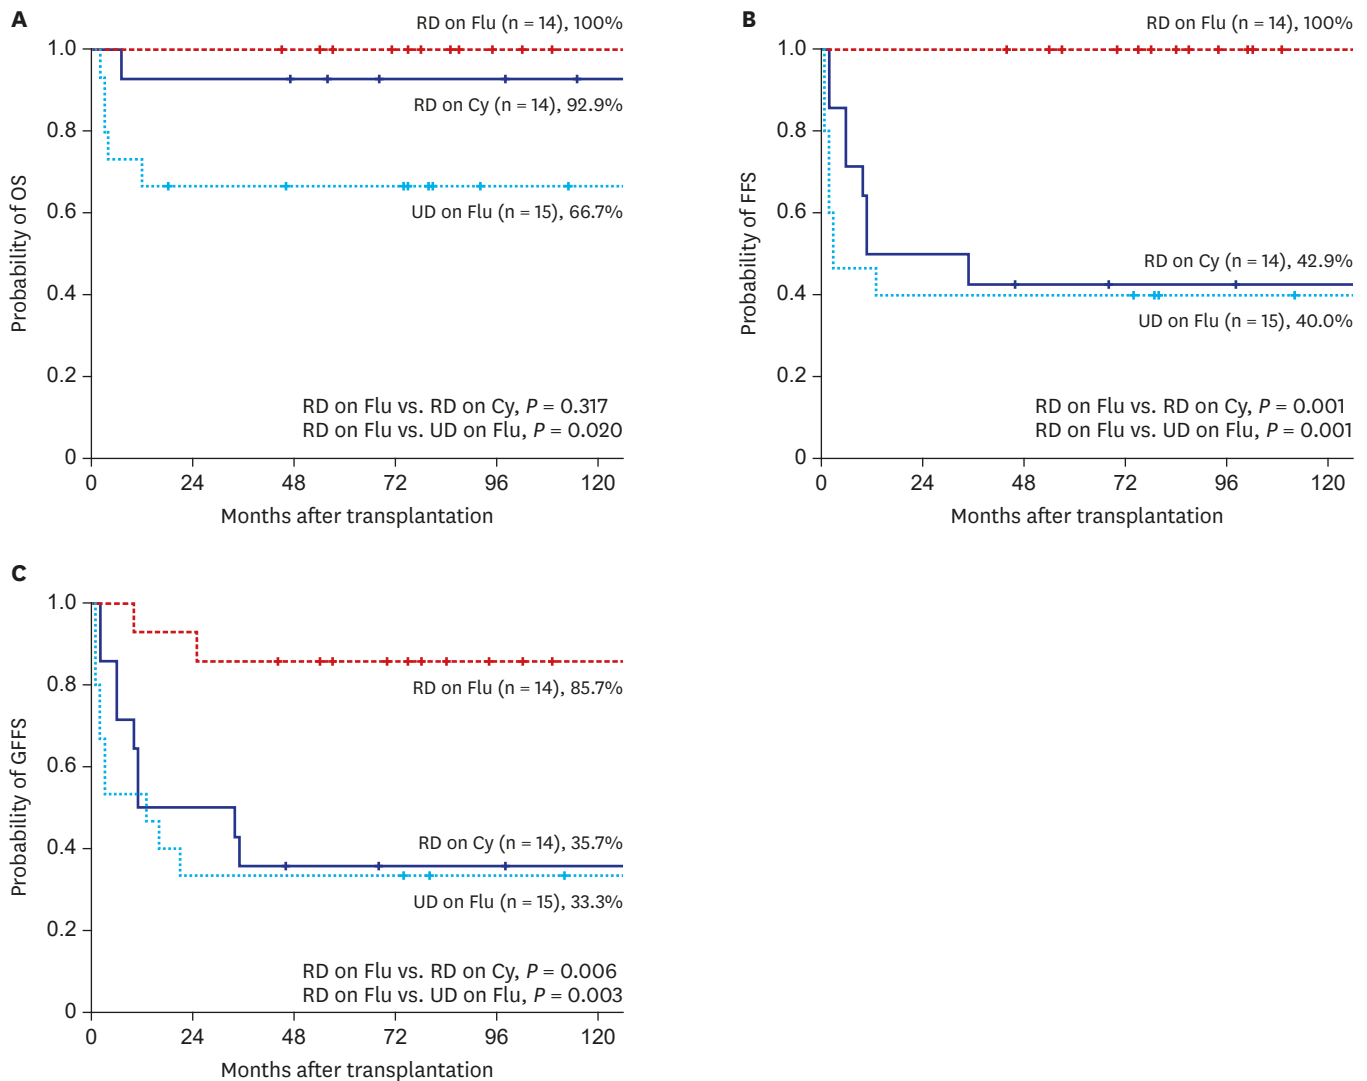 A
RD on Flu (n = 14), 100%
1.0
0.8
0.6
0.4
0.2
0
RD on Cy (n = 14), 92.9%
UD on Flu (n = 15), 66.7%
Probability of OS
RD on Flu vs. RD on Cy, P = 0.317
RD on Flu vs. UD on Flu, P = 0.020
0 24 48 72 96 120
Months after transplantation
B
RD on Flu (n = 14), 100%
1.0
0.8
0.6
0.4
0.2
0
RD on Cy (n = 14), 42.9%
UD on Flu (n = 15), 40.0%
Probability of FFS
RD on Flu vs. RD on Cy, P = 0.001
RD on Flu vs. UD on Flu, P = 0.001
0 24 48 72 96 120
Months after transplantation
C
1.0
0.8
0.6
0.4
0.2
0
RD on Flu (n = 14), 85.7%
RD on Cy (n = 14), 35.7%
UD on Flu (n = 15), 33.3%
Probability of GFFS
RD on Flu vs. RD on Cy, P = 0.006
RD on Flu vs. UD on Flu, P = 0.003
0 24 48 72 96 120
Months after transplantation